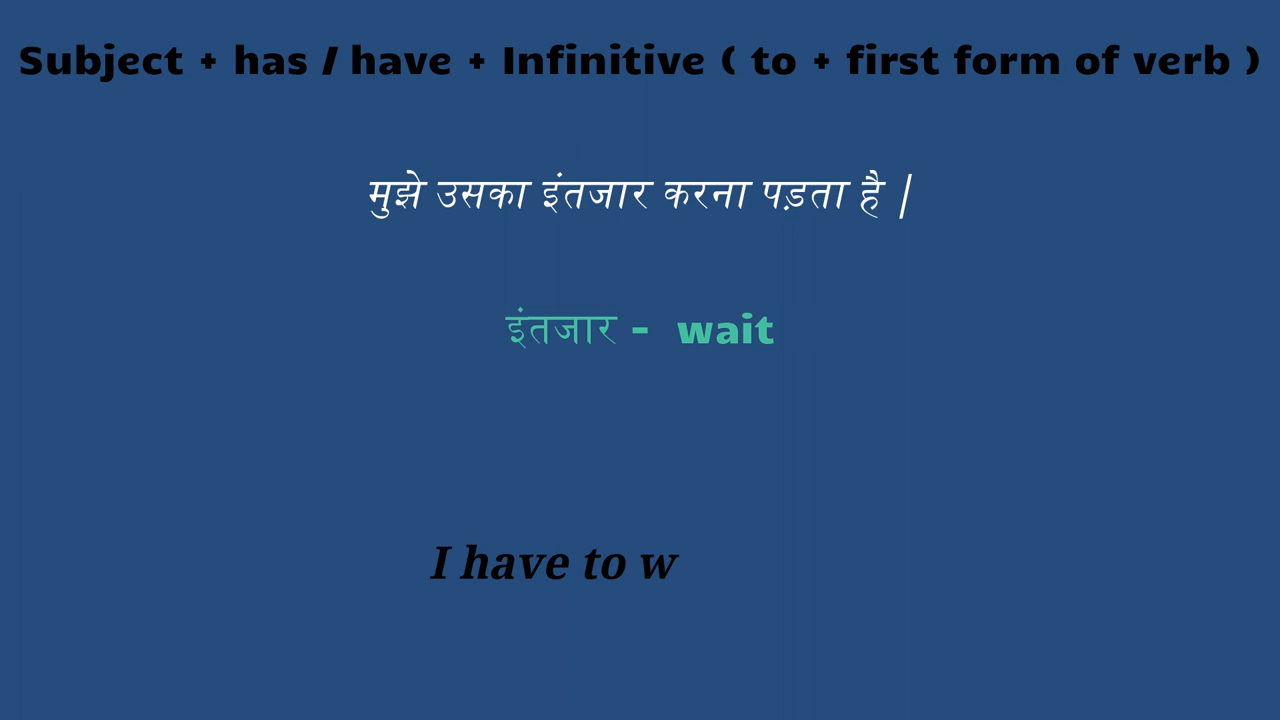 Subject + has / have + Infinitive ( to + first form of verb )
मुझे उसका इंतजार करना पड़ता है |
इंतजार - wait
I have to w